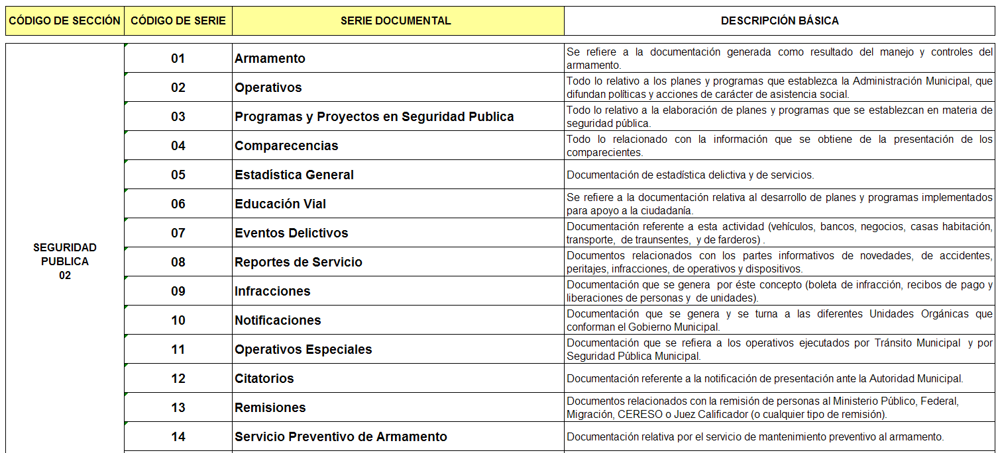 CÓDIGO DE SECCIÓN CÓDIGO DE SERIE SERIE DOCUMENTAL DESCRIPCIÓN BÁSICA
SEGURIDAD
PUBLICA
02
01 Armamento
Se refiere a la documentación generada como resultado del manejo y controles del
armamento.
02 Operativos
Todo lo relativo a los planes y programas que establezca la Administración Municipal, que
difundan políticas y acciones de carácter de asistencia social.
03 Programas y Proyectos en Seguridad Publica
Todo lo relativo a la elaboración de planes y programas que se establezcan en materia de
seguridad pública.
04 Comparecencias
Todo lo relacionado con la información que se obtiene de la presentación de los
comparecientes.
05 Estadística General
Documentación de estadística delictiva y de servicios.
06 Educación Vial
Se refiere a la documentación relativa al desarrollo de planes y programas implementados
para apoyo a la ciudadanía.
07 Eventos Delictivos
Documentación referente a esta actividad (vehículos, bancos, negocios, casas habitación,
transporte, de traunsentes, y de farderos) .
08 Reportes de Servicio
Documentos relacionados con los partes informativos de novedades, de accidentes,
peritajes, infracciones, de operativos y dispositivos.
09 Infracciones
Documentación que se genera por éste concepto (boleta de infracción, recibos de pago y
liberaciones de personas y de unidades).
10 Notificaciones
Documentación que se genera y se turna a las diferentes Unidades Orgánicas que
conforman el Gobierno Municipal.
11 Operativos Especiales
Documentación que se refiera a los operativos ejecutados por Tránsito Municipal y por
Seguridad Pública Municipal.
12 Citatorios
Documentación referente a la notificación de presentación ante la Autoridad Municipal.
13 Remisiones
Documentos relacionados con la remisión de personas al Ministerio Público, Federal,
Migración, CERESO o Juez Calificador (o cualquier tipo de remisión).
14 Servicio Preventivo de Armamento
Documentación relativa por el servicio de mantenimiento preventivo al armamento.